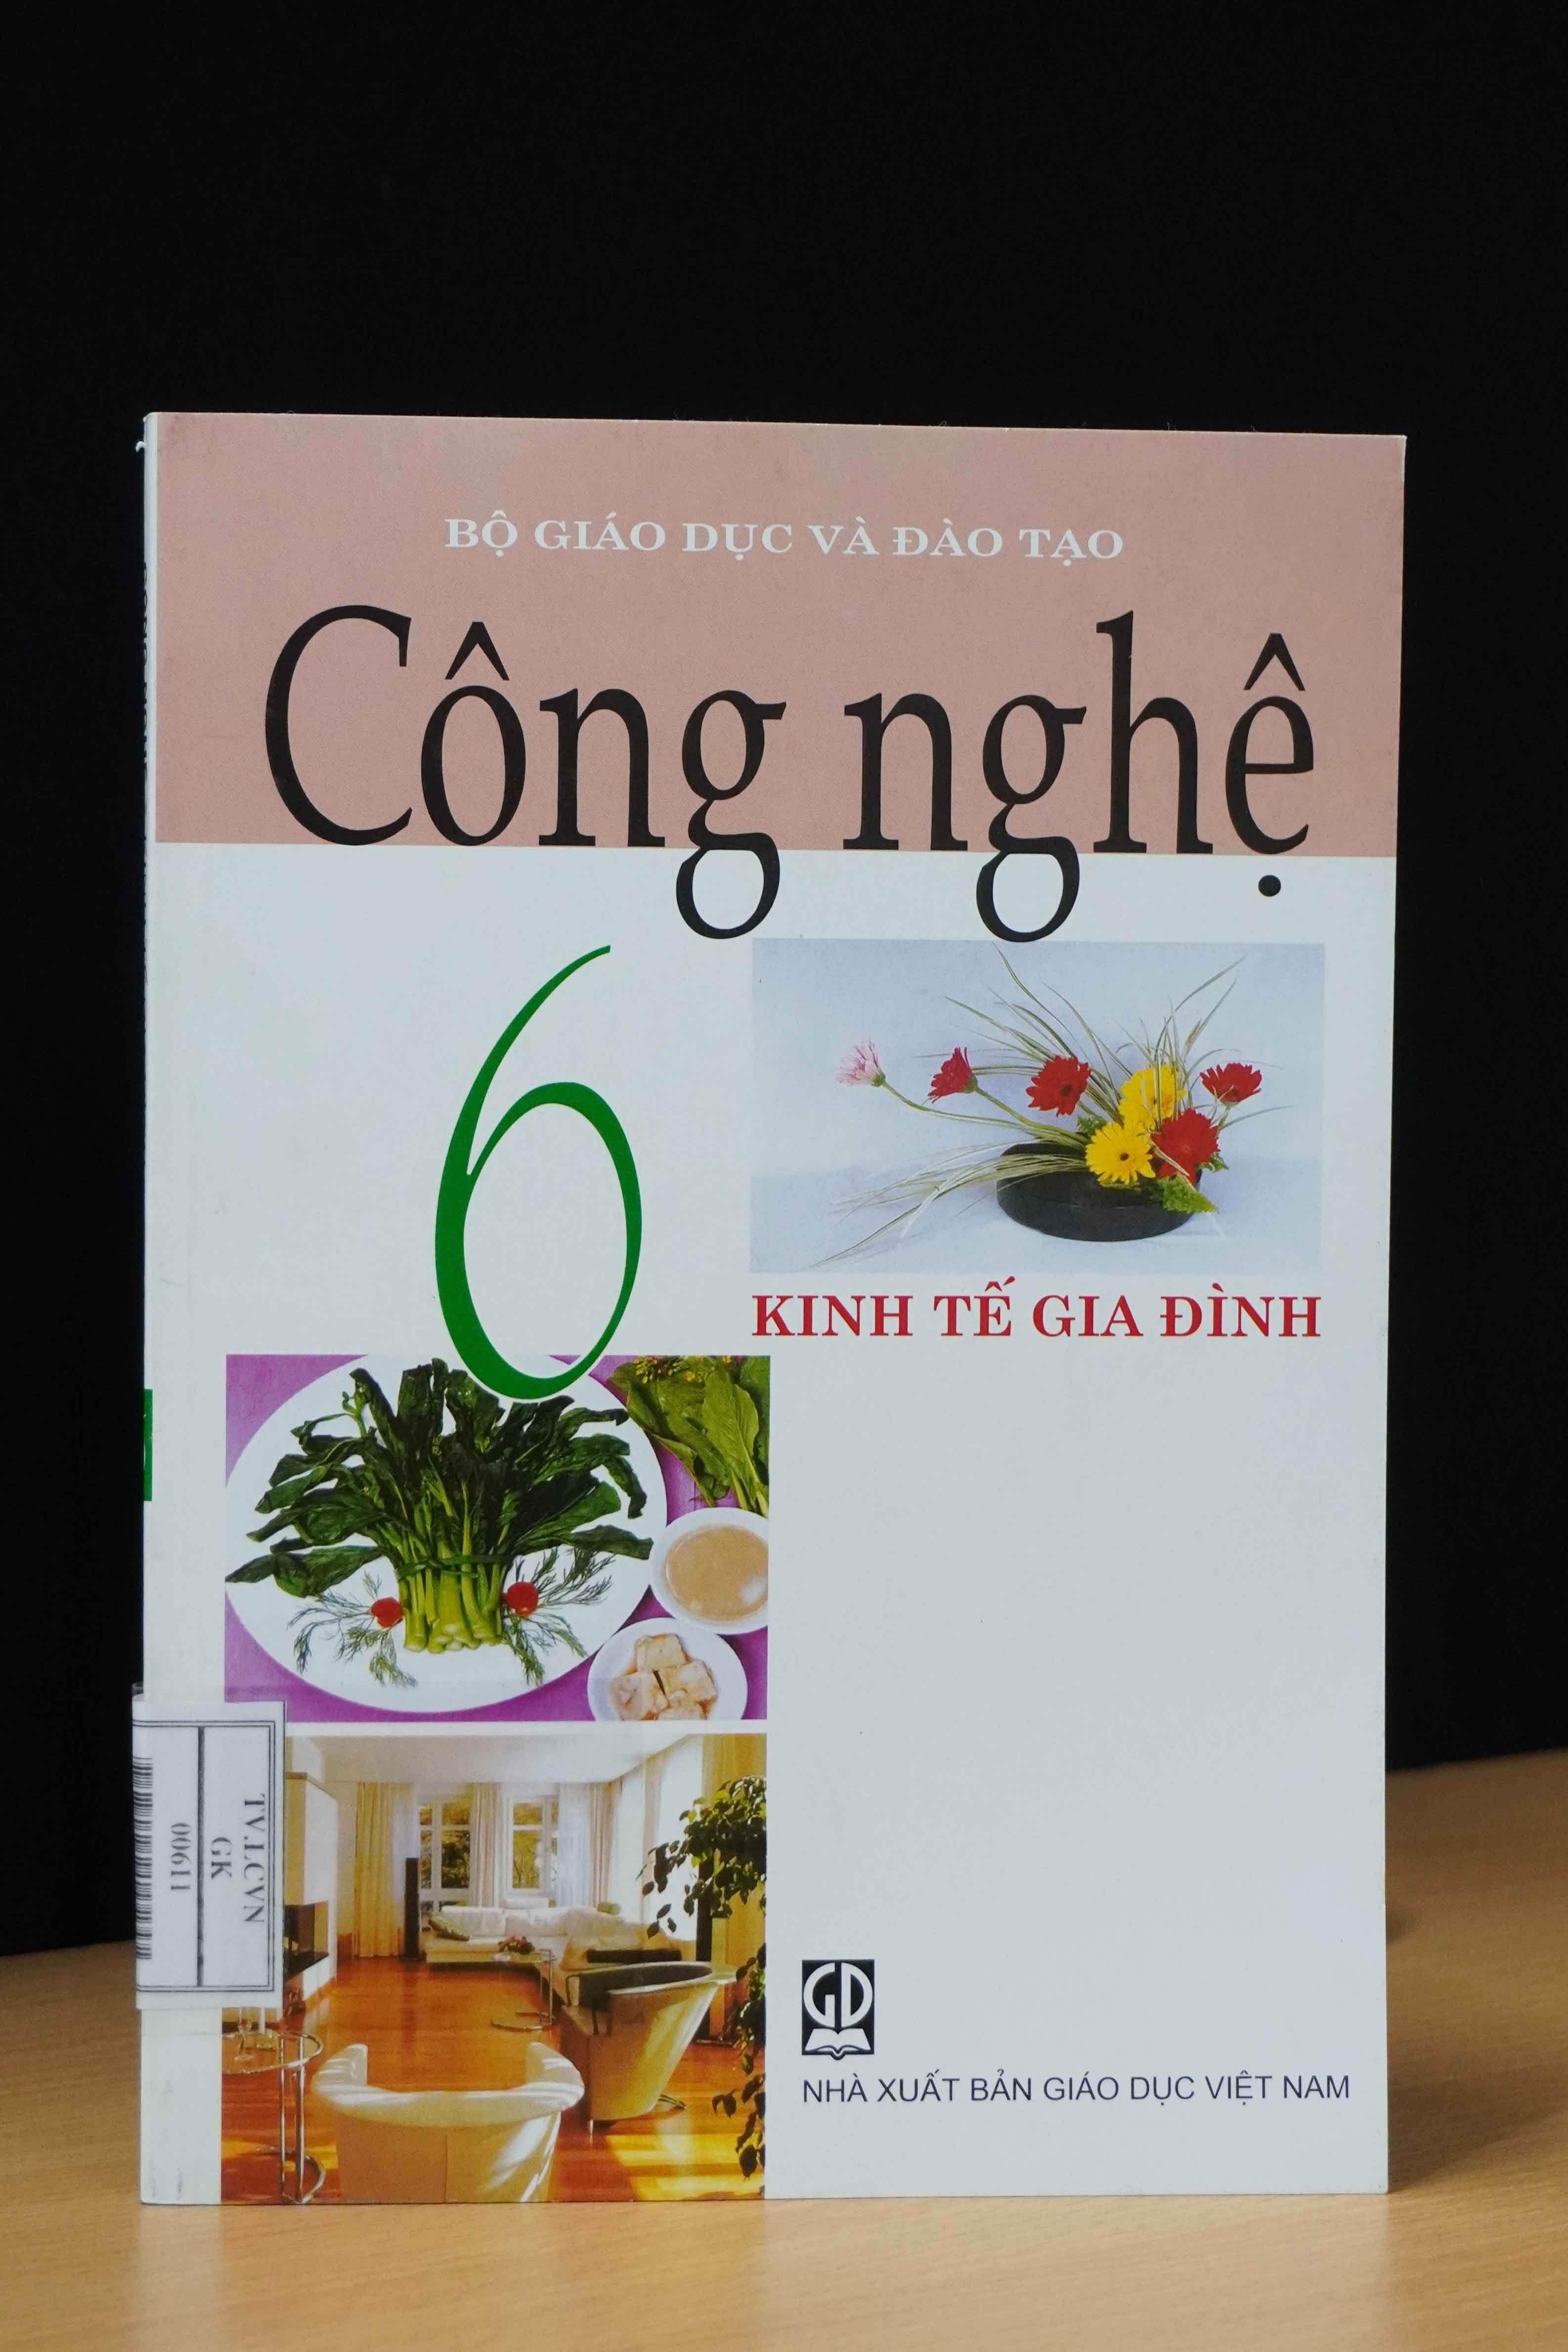 BỘ GIÁO DỤC VÀ ĐÀO TẠO
Công nghệ
6
KINH TẾ GIA ĐÌNH
TV.LCVN
GK
00611
GD
NHÀ XUẤT BẢN GIÁO DỤC VIỆT NAM